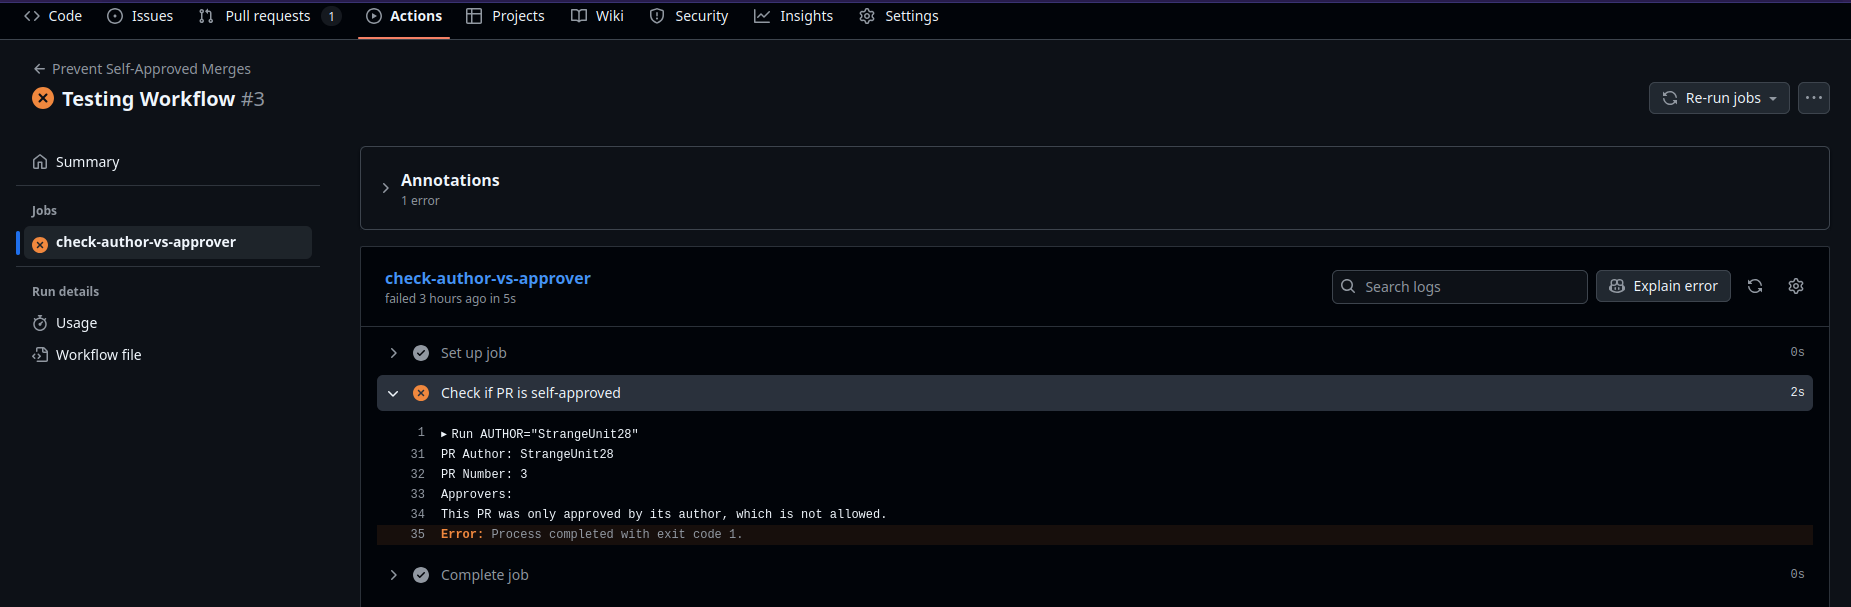 Code Issues Pull requests 1 Actions Projects Wiki Security Insights Settings
Prevent Self-Approved Merges
Testing Workflow #3
Re-run jobs
Summary
Jobs
check-author-vs-approver
Run details
Usage
Workflow file
Annotations
1 error
check-author-vs-approver
failed 3 hours ago in 5s
Search logs
Explain error
Set up job 0s
Check if PR is self-approved 2s
1 Run AUTHOR="StrangeUnit28"
31 PR Author: StrangeUnit28
32 PR Number: 3
33 Approvers:
34 This PR was only approved by its author, which is not allowed.
35 Error: Process completed with exit code 1.
Complete job 0s